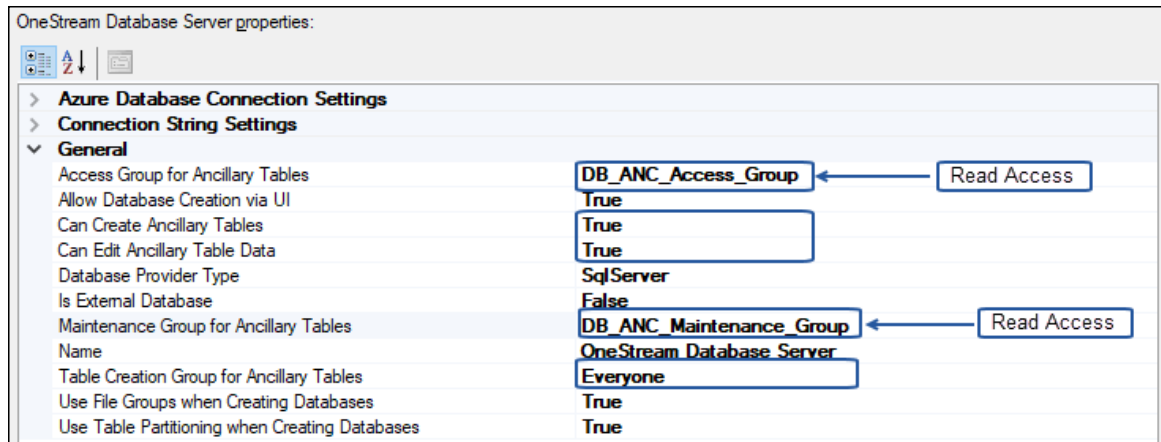 OneStream Database Server properties:
Azure Database Connection Settings
Connection String Settings
General
Access Group for Ancillary Tables DB_ANC_Access_Group Read Access
Allow Database Creation via UI True
Can Create Ancillary Tables True
Can Edit Ancillary Table Data True
Database Provider Type SqlServer
Is External Database False
Maintenance Group for Ancillary Tables DB_ANC_Maintenance_Group Read Access
Name OneStream Database Server
Table Creation Group for Ancillary Tables Everyone
Use File Groups when Creating Databases True
Use Table Partitioning when Creating Databases True